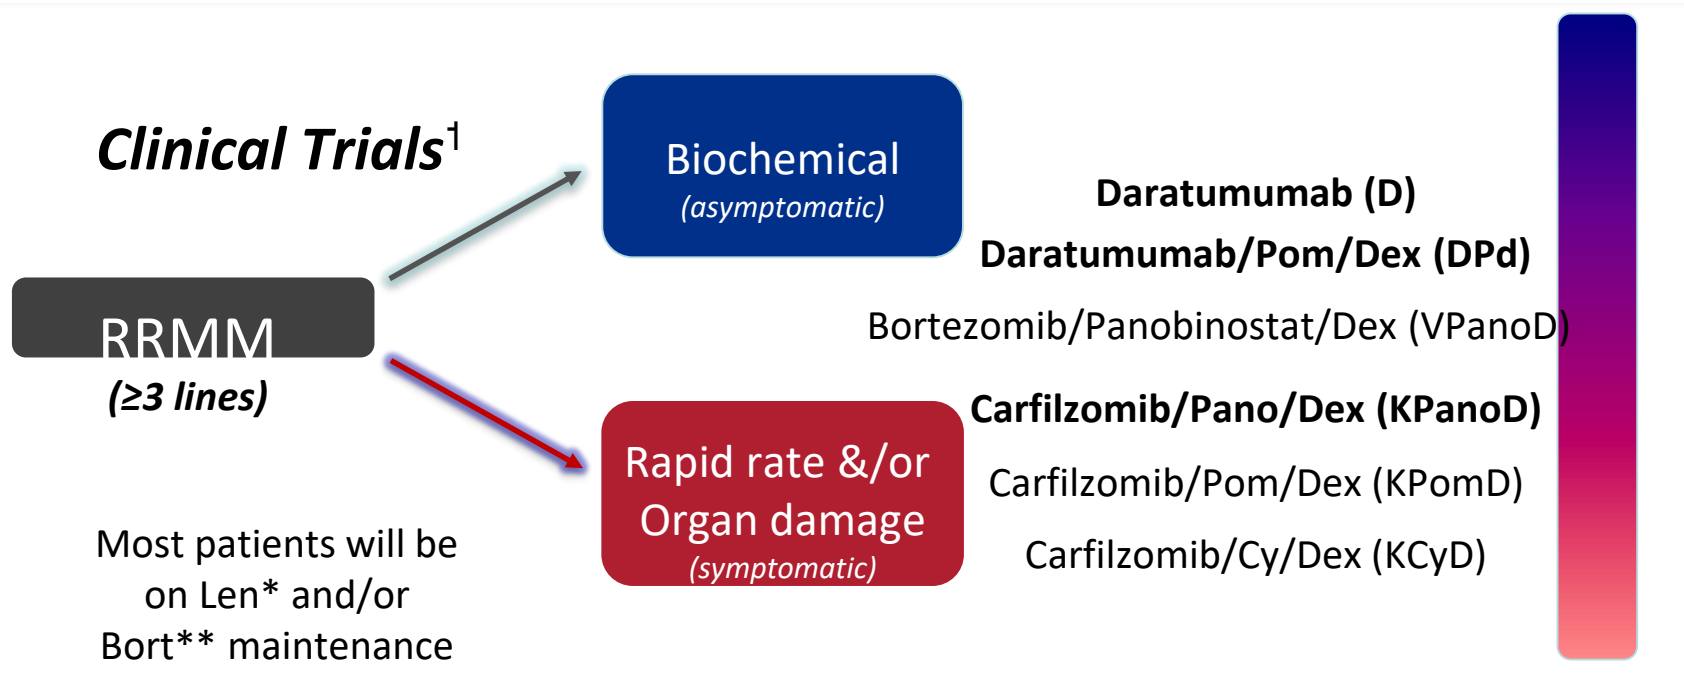 Clinical Trials†
RRMM
(≥3 lines)
Most patients will be
on Len* and/or
Bort** maintenance
Biochemical
(asymptomatic)
Rapid rate &/or
Organ damage
(symptomatic)
Daratumumab (D)
Daratumumab/Pom/Dex (DPd)
Bortezomib/Panobinostat/Dex (VPanoD)
Carfilzomib/Pano/Dex (KPanoD)
Carfilzomib/Pom/Dex (KPomD)
Carfilzomib/Cy/Dex (KCyD)